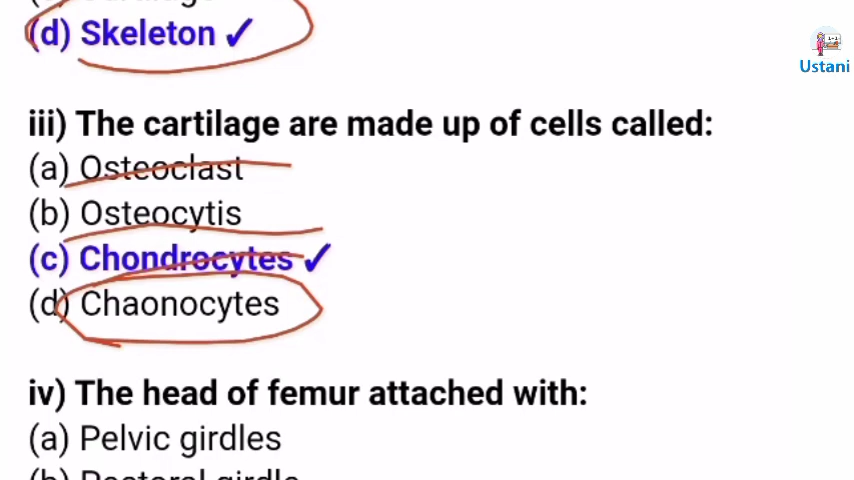 (d) Skeleton ✓
Ustani
iii) The cartilage are made up of cells called:
(a) Osteoclast
(b) Osteocytis
(c) Chondrocytes ✓
(d) Chaonocytes
iv) The head of femur attached with:
(a) Pelvic girdles